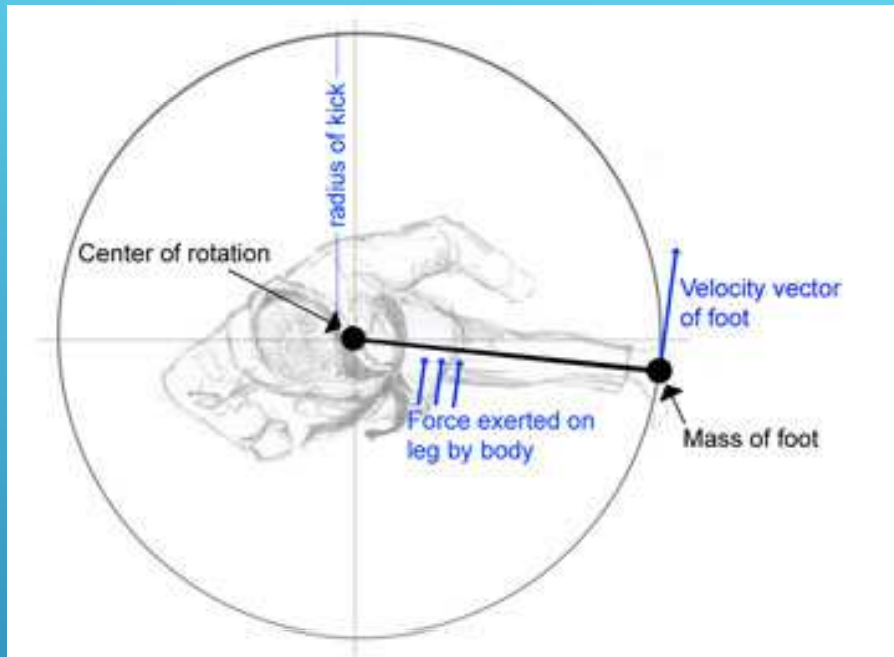 radius of kick
Center of rotation
Velocity vector
of foot
Force exerted on
leg by body
Mass of foot